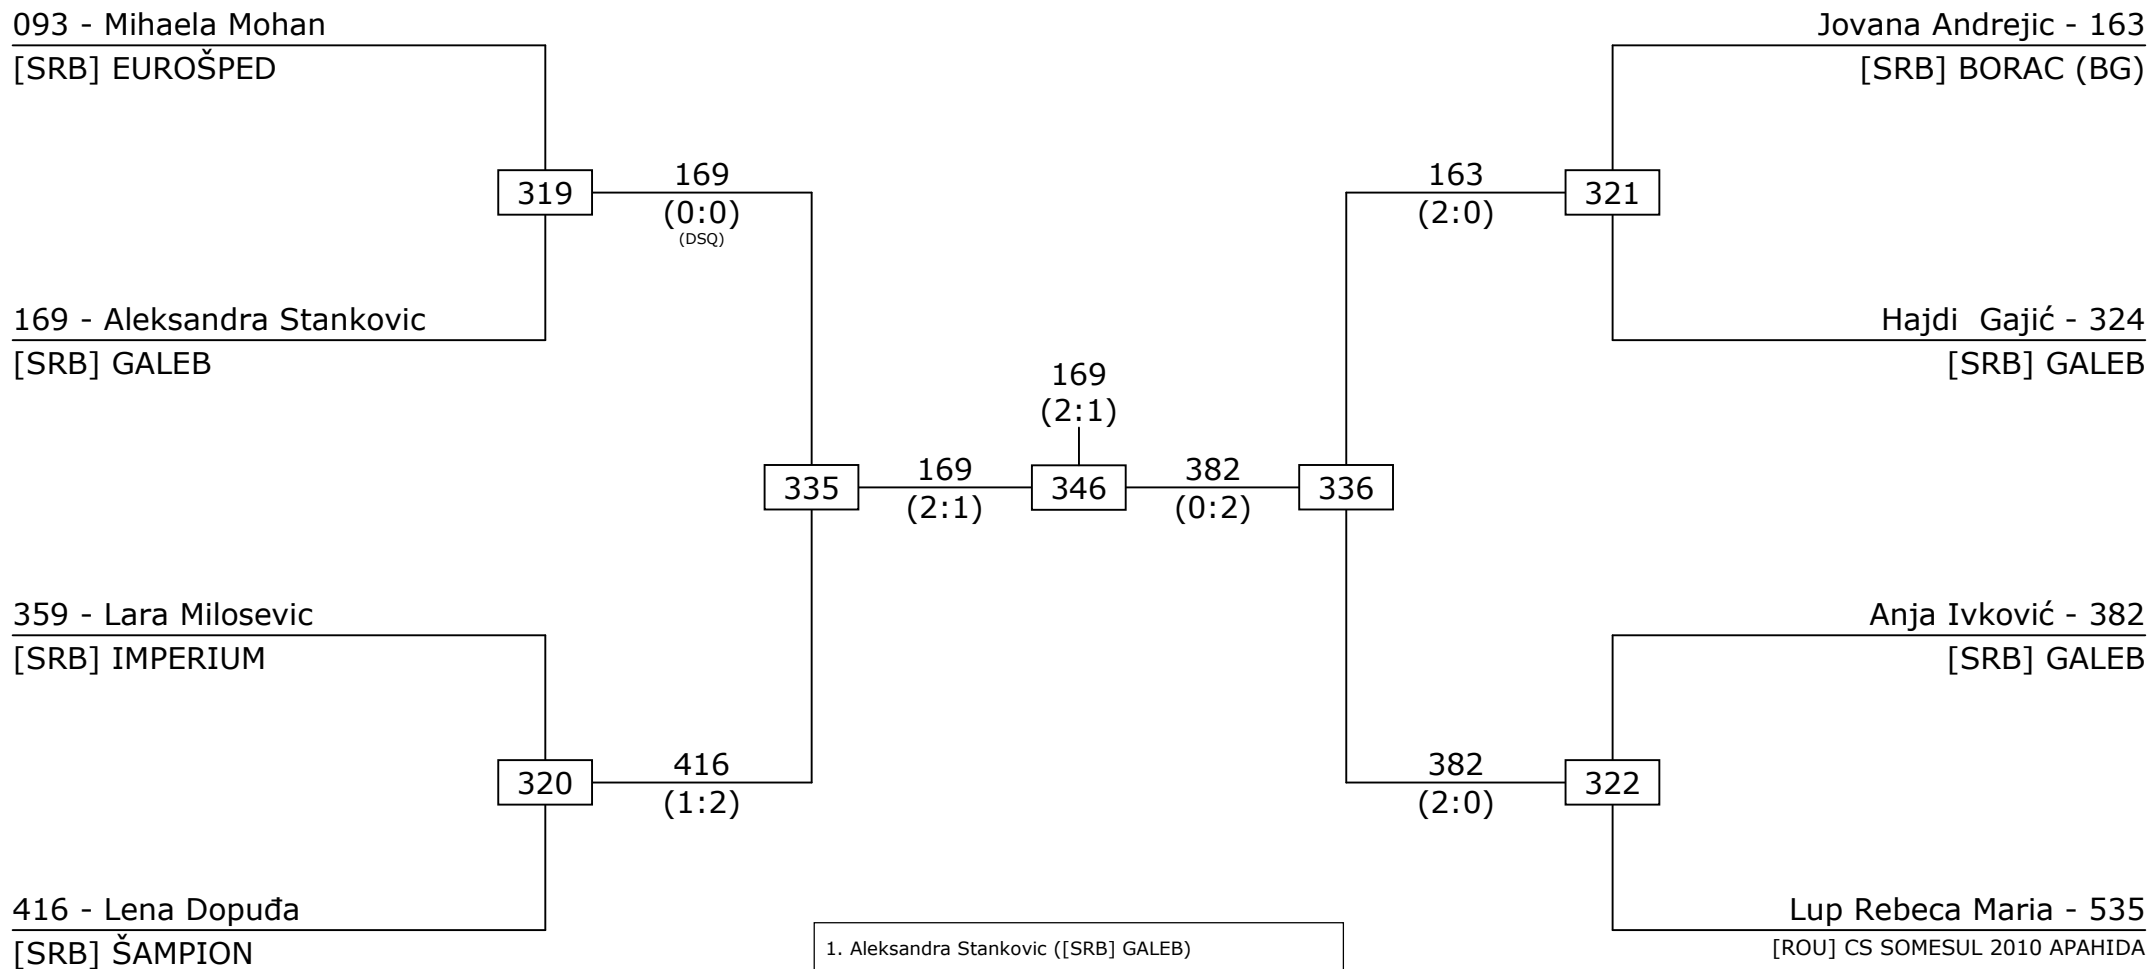 093 - Mihaela Mohan
[SRB] EUROŠPED
Jovana Andrejic - 163
[SRB] BORAC (BG)
319
169
(0:0)
(DSQ)
163
(2:0)
321
169 - Aleksandra Stankovic
[SRB] GALEB
Hajdi  Gajić - 324
[SRB] GALEB
169
(2:1)
335
169
(2:1)
346
382
(0:2)
336
359 - Lara Milosevic
[SRB] IMPERIUM
Anja Ivković - 382
[SRB] GALEB
320
416
(1:2)
382
(2:0)
322
416 - Lena Dopuđa
[SRB] ŠAMPION
Lup Rebeca Maria - 535
[ROU] CS SOMESUL 2010 APAHIDA
1. Aleksandra Stankovic ([SRB] GALEB)